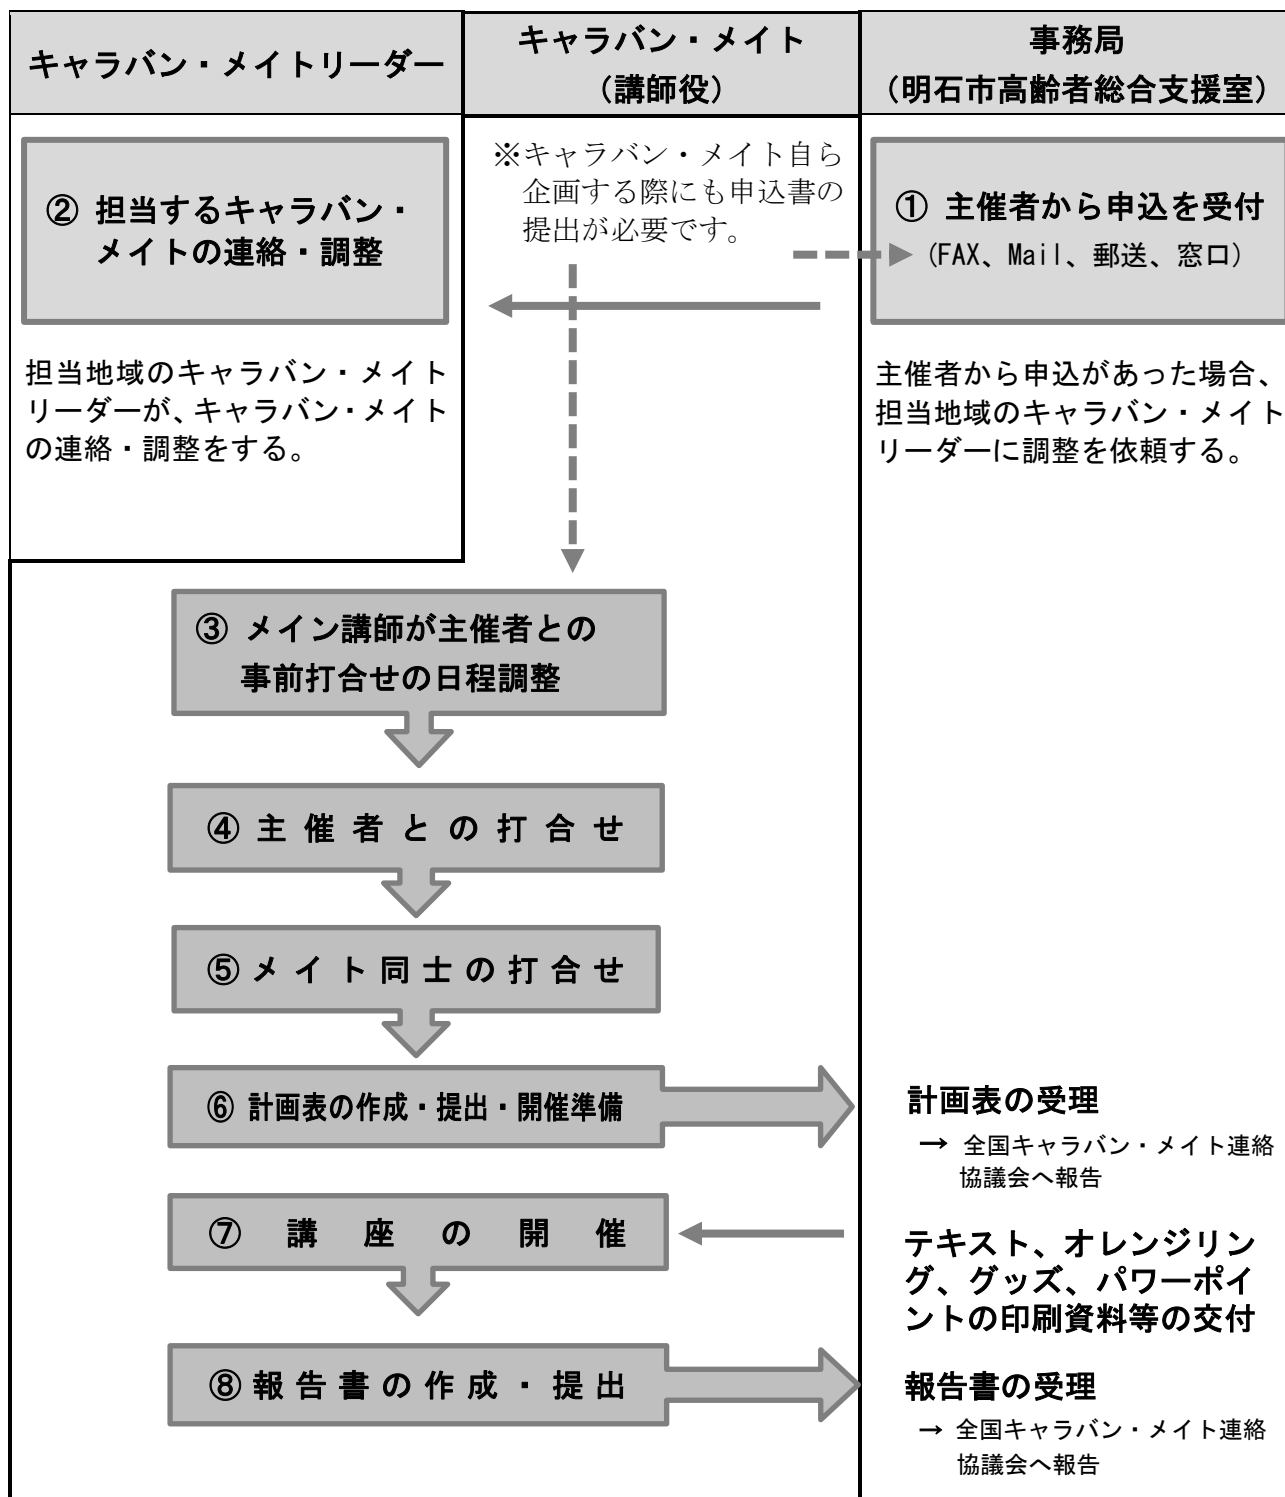 キャラバン・メイトリーダー
キャラバン・メイト
（講師役）
事務局
（明石市高齢者総合支援室）
② 担当するキャラバン・
メイトの連絡・調整
担当地域のキャラバン・メイト
リーダーが、キャラバン・メイト
の連絡・調整をする。
※キャラバン・メイト自ら
企画する際にも申込書の
提出が必要です。
① 主催者から申込を受付
（FAX、Mail、郵送、窓口）
主催者から申込があった場合、
担当地域のキャラバン・メイト
リーダーに調整を依頼する。
③ メイン講師が主催者との
事前打合せの日程調整
④主催者との打合せ
⑤メイト同士の打合せ
⑥ 計画表の作成・提出・開催準備
計画表の受理
→ 全国キャラバン・メイト連絡
協議会へ報告
⑦ 講座の開催
テキスト、オレンジリン
グ、グッズ、パワーポイ
ントの印刷資料等の交付
⑧報告書の作成・提出
報告書の受理
→ 全国キャラバン・メイト連絡
協議会へ報告